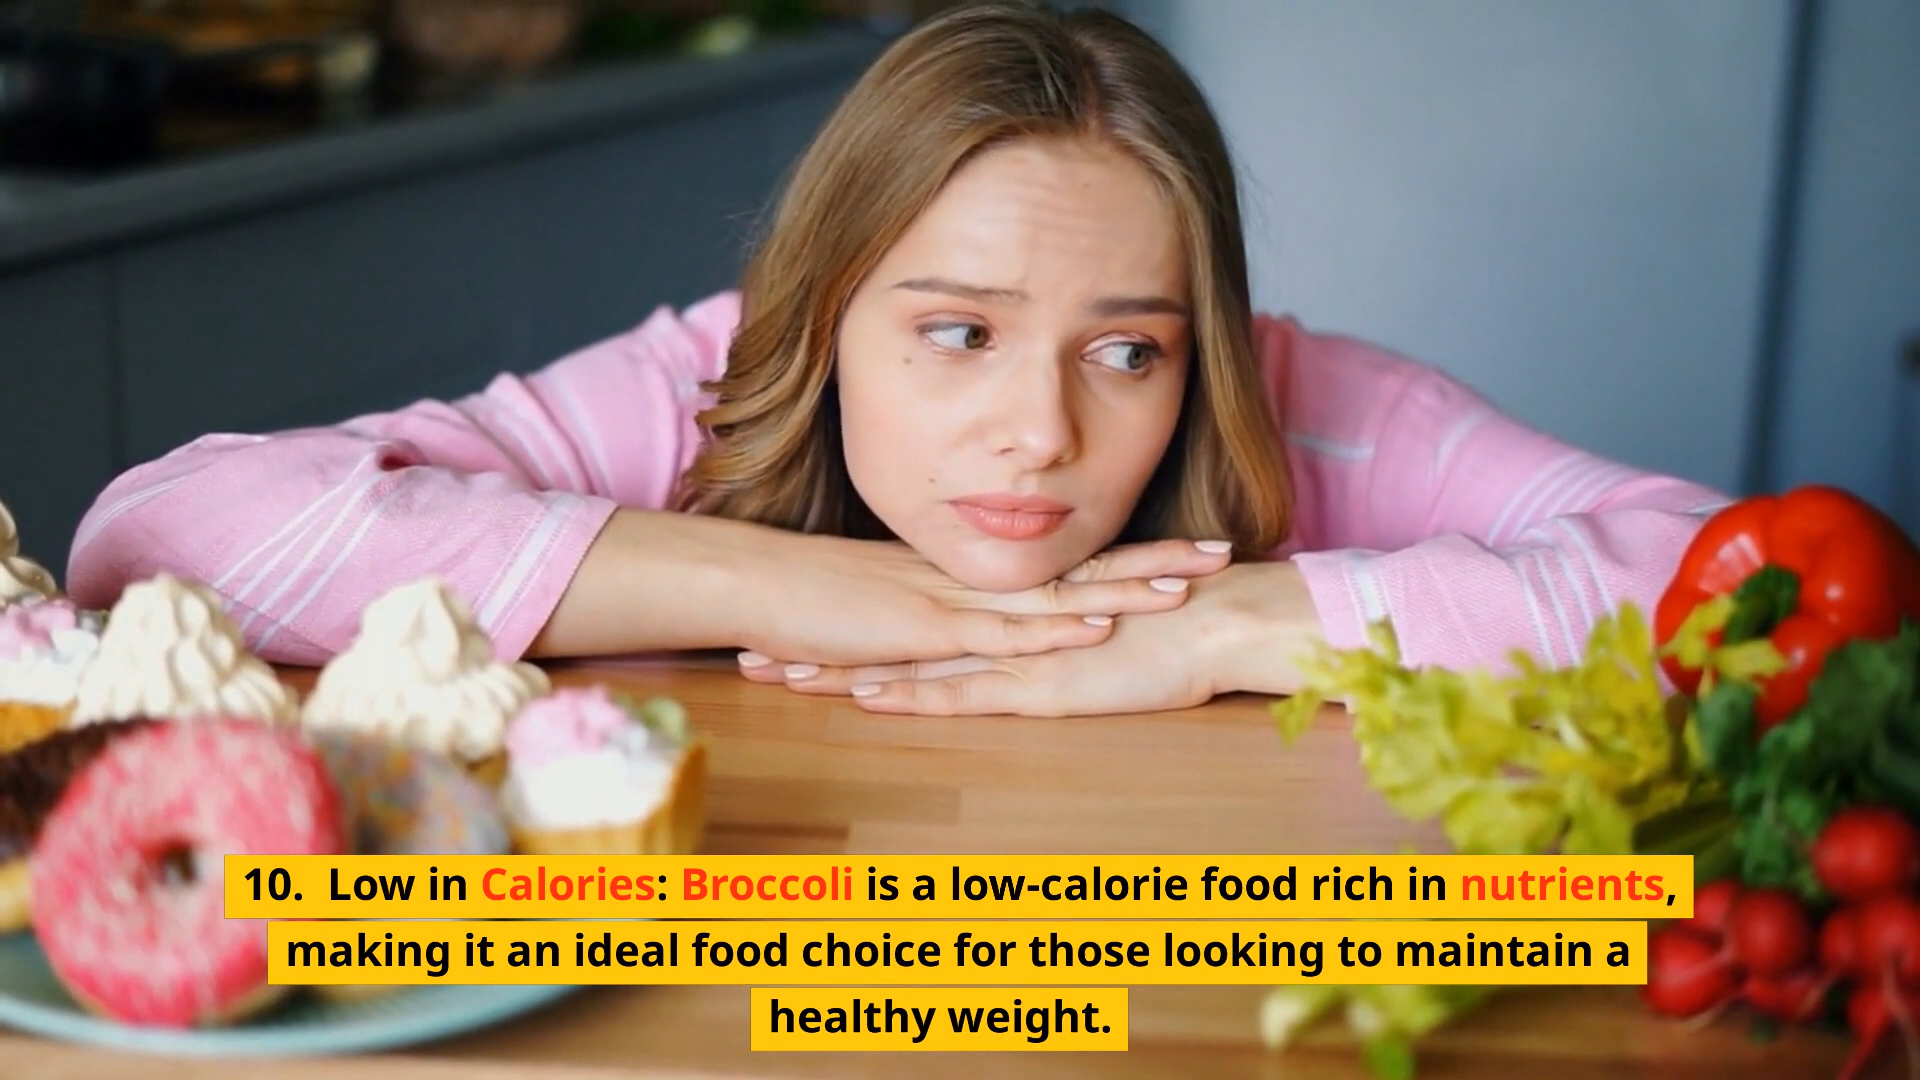 10.  Low in Calories: Broccoli is a low-calorie food rich in nutrients,
making it an ideal food choice for those looking to maintain a
healthy weight.